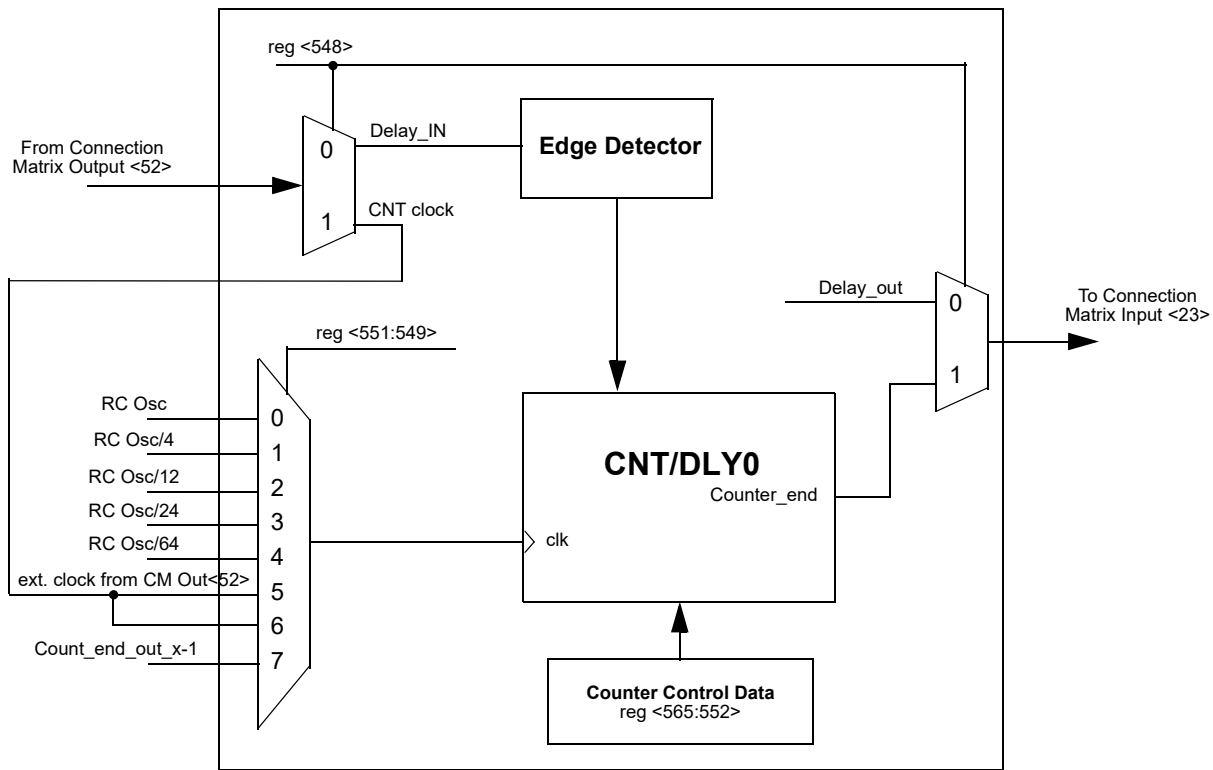 reg <548>
0
Delay_IN
Edge Detector
From Connection
Matrix Output <52>
1
CNT clock
Delay_out
0
To Connection
Matrix Input <23>
1
reg <551:549>
RC Osc
0
RC Osc/4
1
RC Osc/12
2
RC Osc/24
3
RC Osc/64
4
ext. clock from CM Out<52>
5
6
Count_end_out_x-1
7
CNT/DLY0
Counter_end
clk
Counter Control Data
reg <565:552>